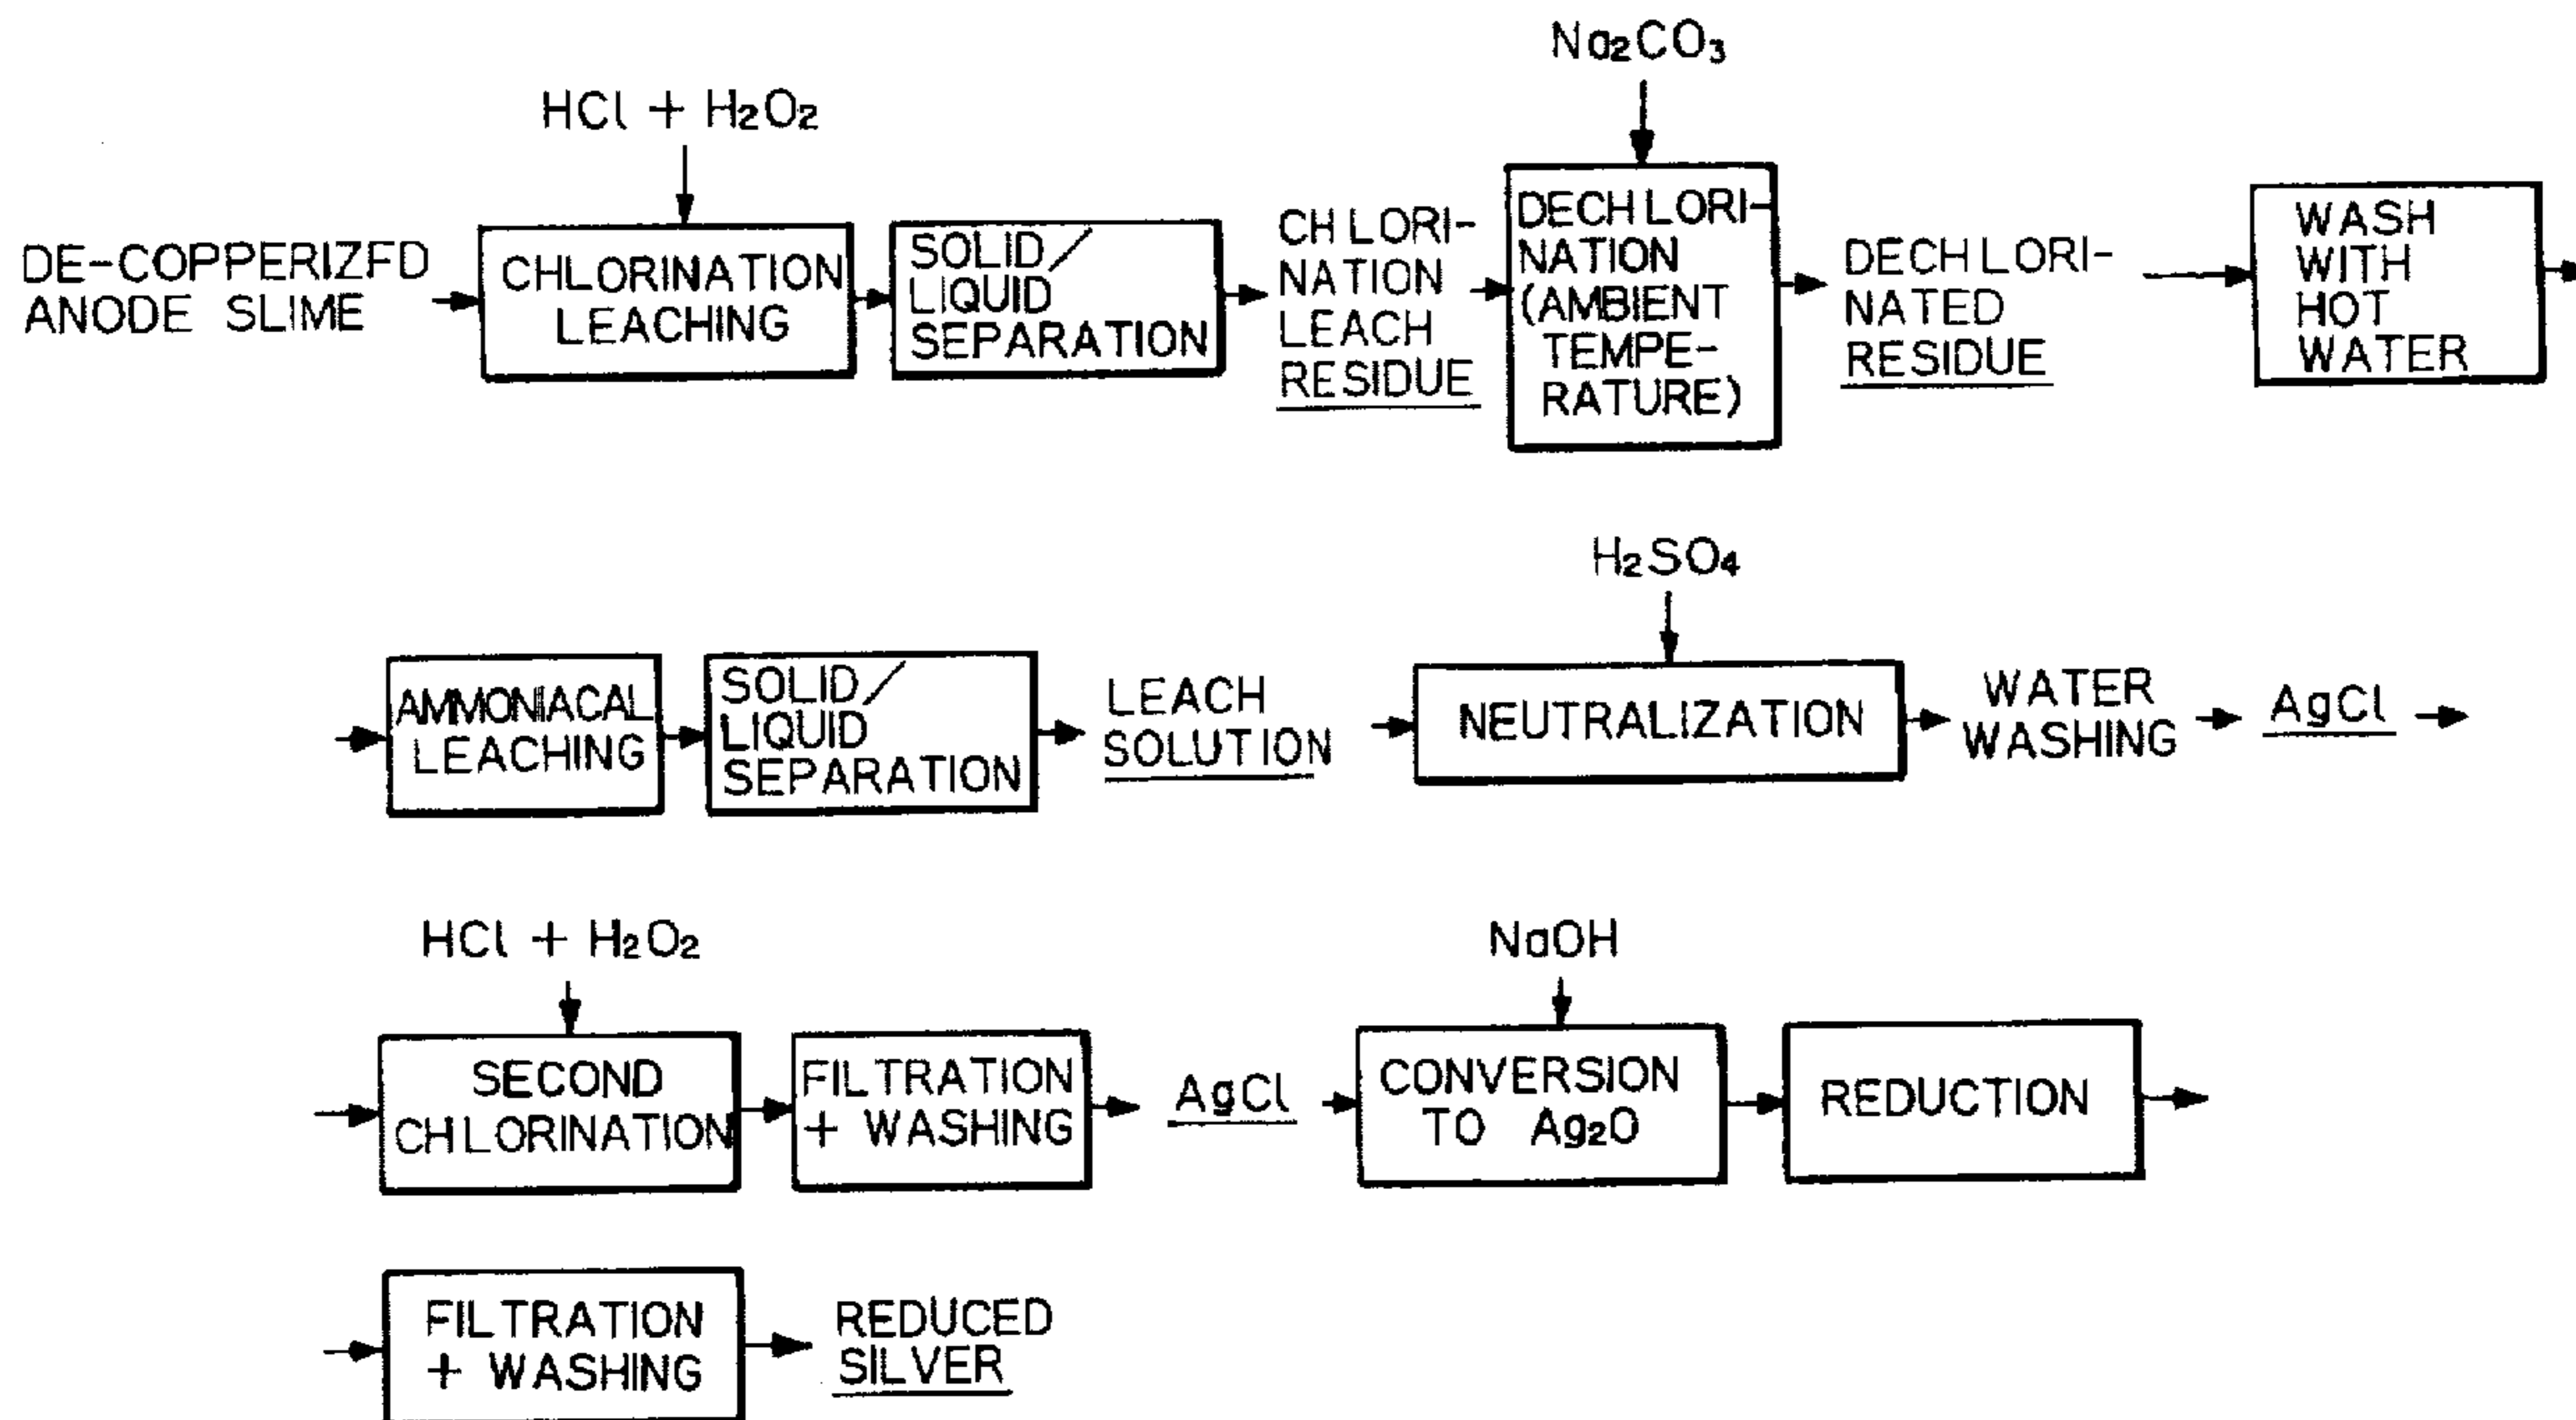 Na₂CO₃
HCl + H₂O₂
DE-COPPERIZFD
ANODE SLIME
CHLORINATION
LEACHING
SOLID/
LIQUID
SEPARATION
CHLORI-
NATION
LEACH
RESIDUE
DECHLORI-
NATION
(AMBIENT
TEMPE-
RATURE)
DECHLORI-
NATED
RESIDUE
WASH
WITH
HOT
WATER
H₂SO₄
AMMONIACAL
LEACHING
SOLID/
LIQUID
SEPARATION
LEACH
SOLUTION
NEUTRALIZATION
WATER
WASHING
AgCl
HCl + H₂O₂
NaOH
SECOND
CHLORINATION
FILTRATION
+ WASHING
AgCl
CONVERSION
TO Ag₂O
REDUCTION
FILTRATION
+ WASHING
REDUCED
SILVER